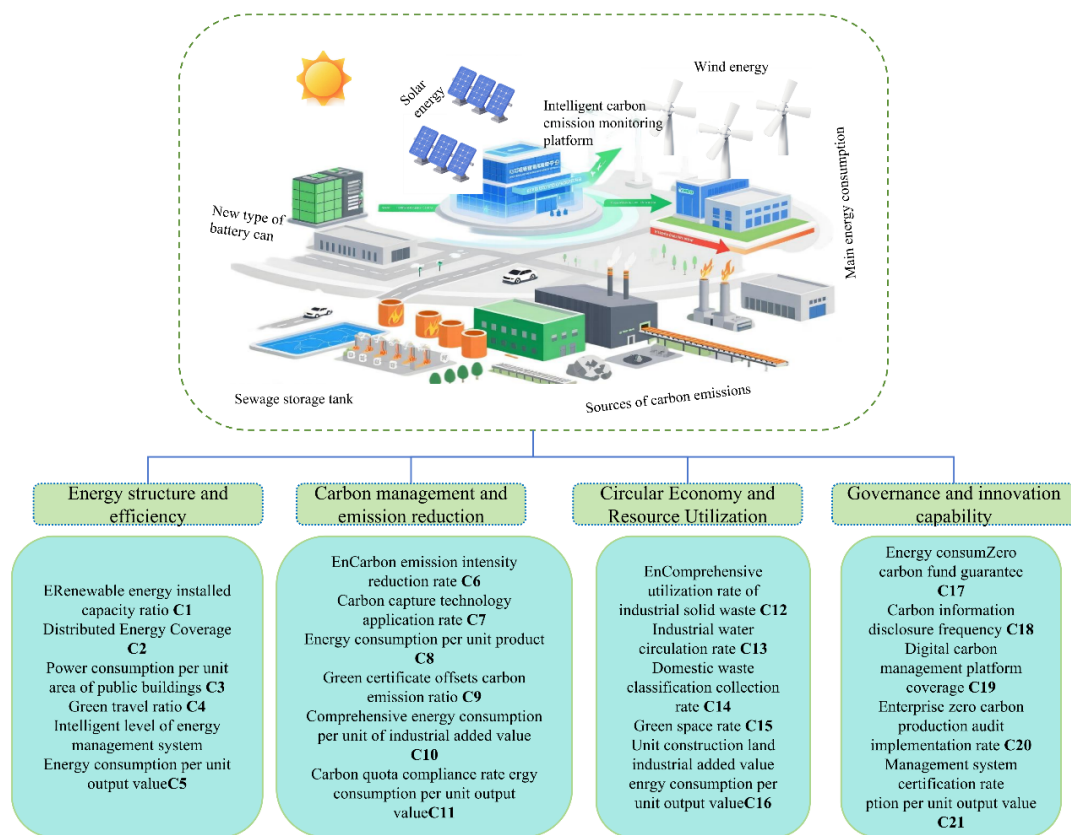 Wind energy
Solar
energy
Intelligent carbon
emission monitoring
platform
Main energy consumption
New type of
battery can
Sewage storage tank
Sources of carbon emissions
Energy structure and
efficiency
Carbon management and
emission reduction
Circular Economy and
Resource Utilization
Governance and innovation
capability
ERenewable energy installed
capacity ratio C1
Distributed Energy Coverage
C2
Power consumption per unit
area of public buildings C3
Green travel ratio C4
Intelligent level of energy
management system
Energy consumption per unit
output valueC5
EnCarbon emission intensity
reduction rate C6
Carbon capture technology
application rate C7
Energy consumption per unit product
C8
Green certificate offsets carbon
emission ratio C9
Comprehensive energy consumption
per unit of industrial added value
C10
Carbon quota compliance rate ergy
consumption per unit output
valueC11
EnComprehensive
utilization rate of
industrial solid waste C12
Industrial water
circulation rate C13
Domestic waste
classification collection
rate C14
Green space rate C15
Unit construction land
industrial added value
enrgy consumption per
unit output valueC16
Energy consumZero
carbon fund guarantee
C17
Carbon information
disclosure frequency C18
Digital carbon
management platform
coverage C19
Enterprise zero carbon
production audit
implementation rate C20
Management system
certification rate
ption per unit output value
C21